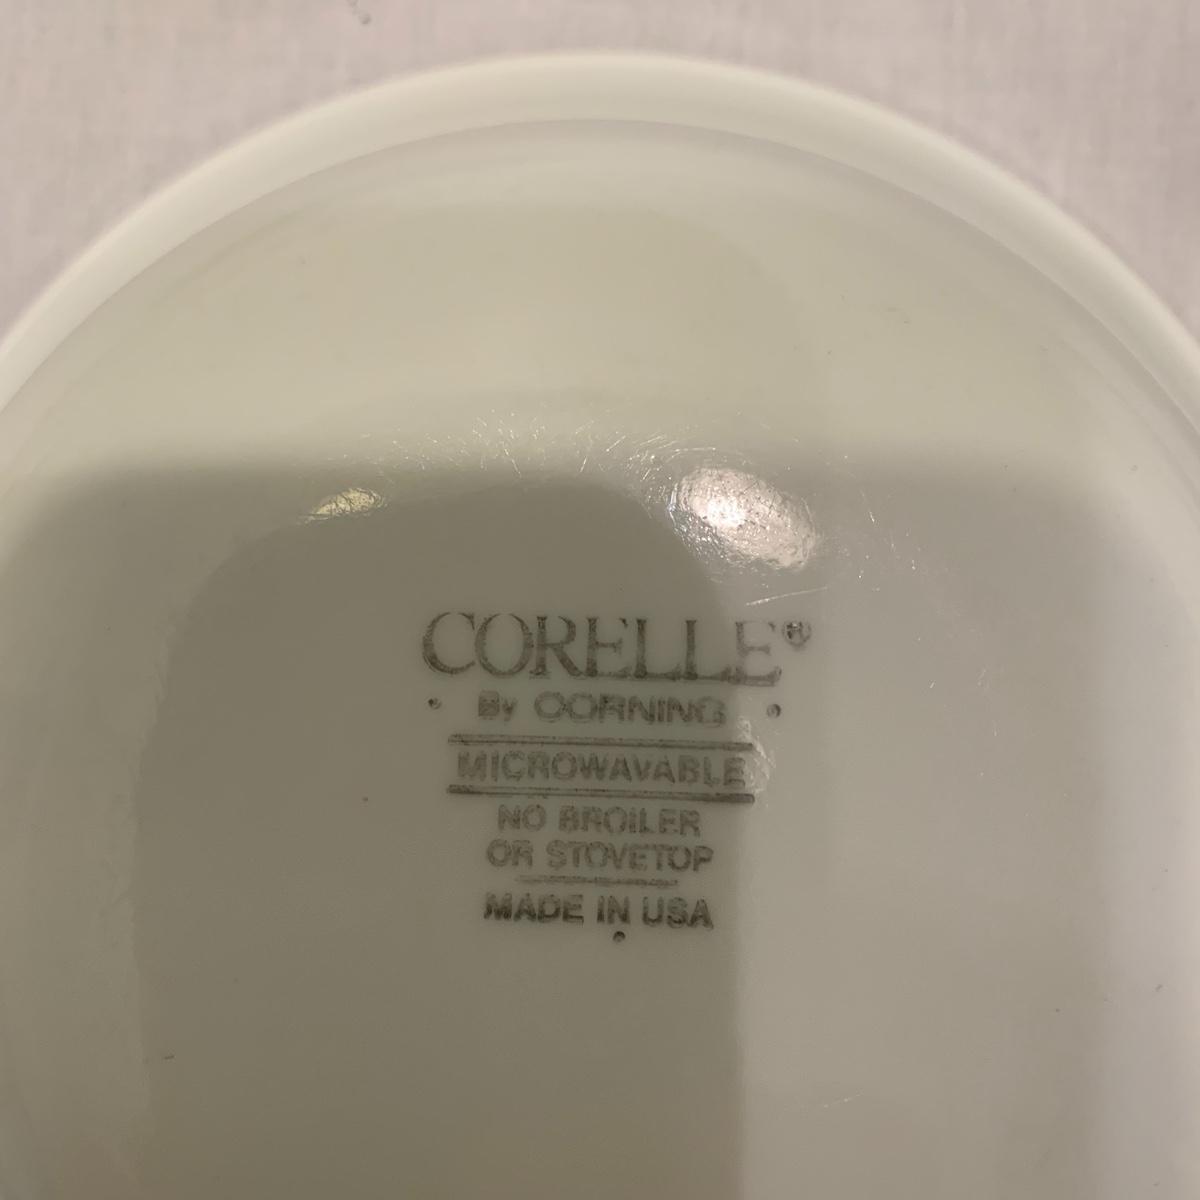 CORELLE®
• By CORNING •
MICROWAVABLE
NO BROILER
OR STOVETOP
MADE IN USA
•